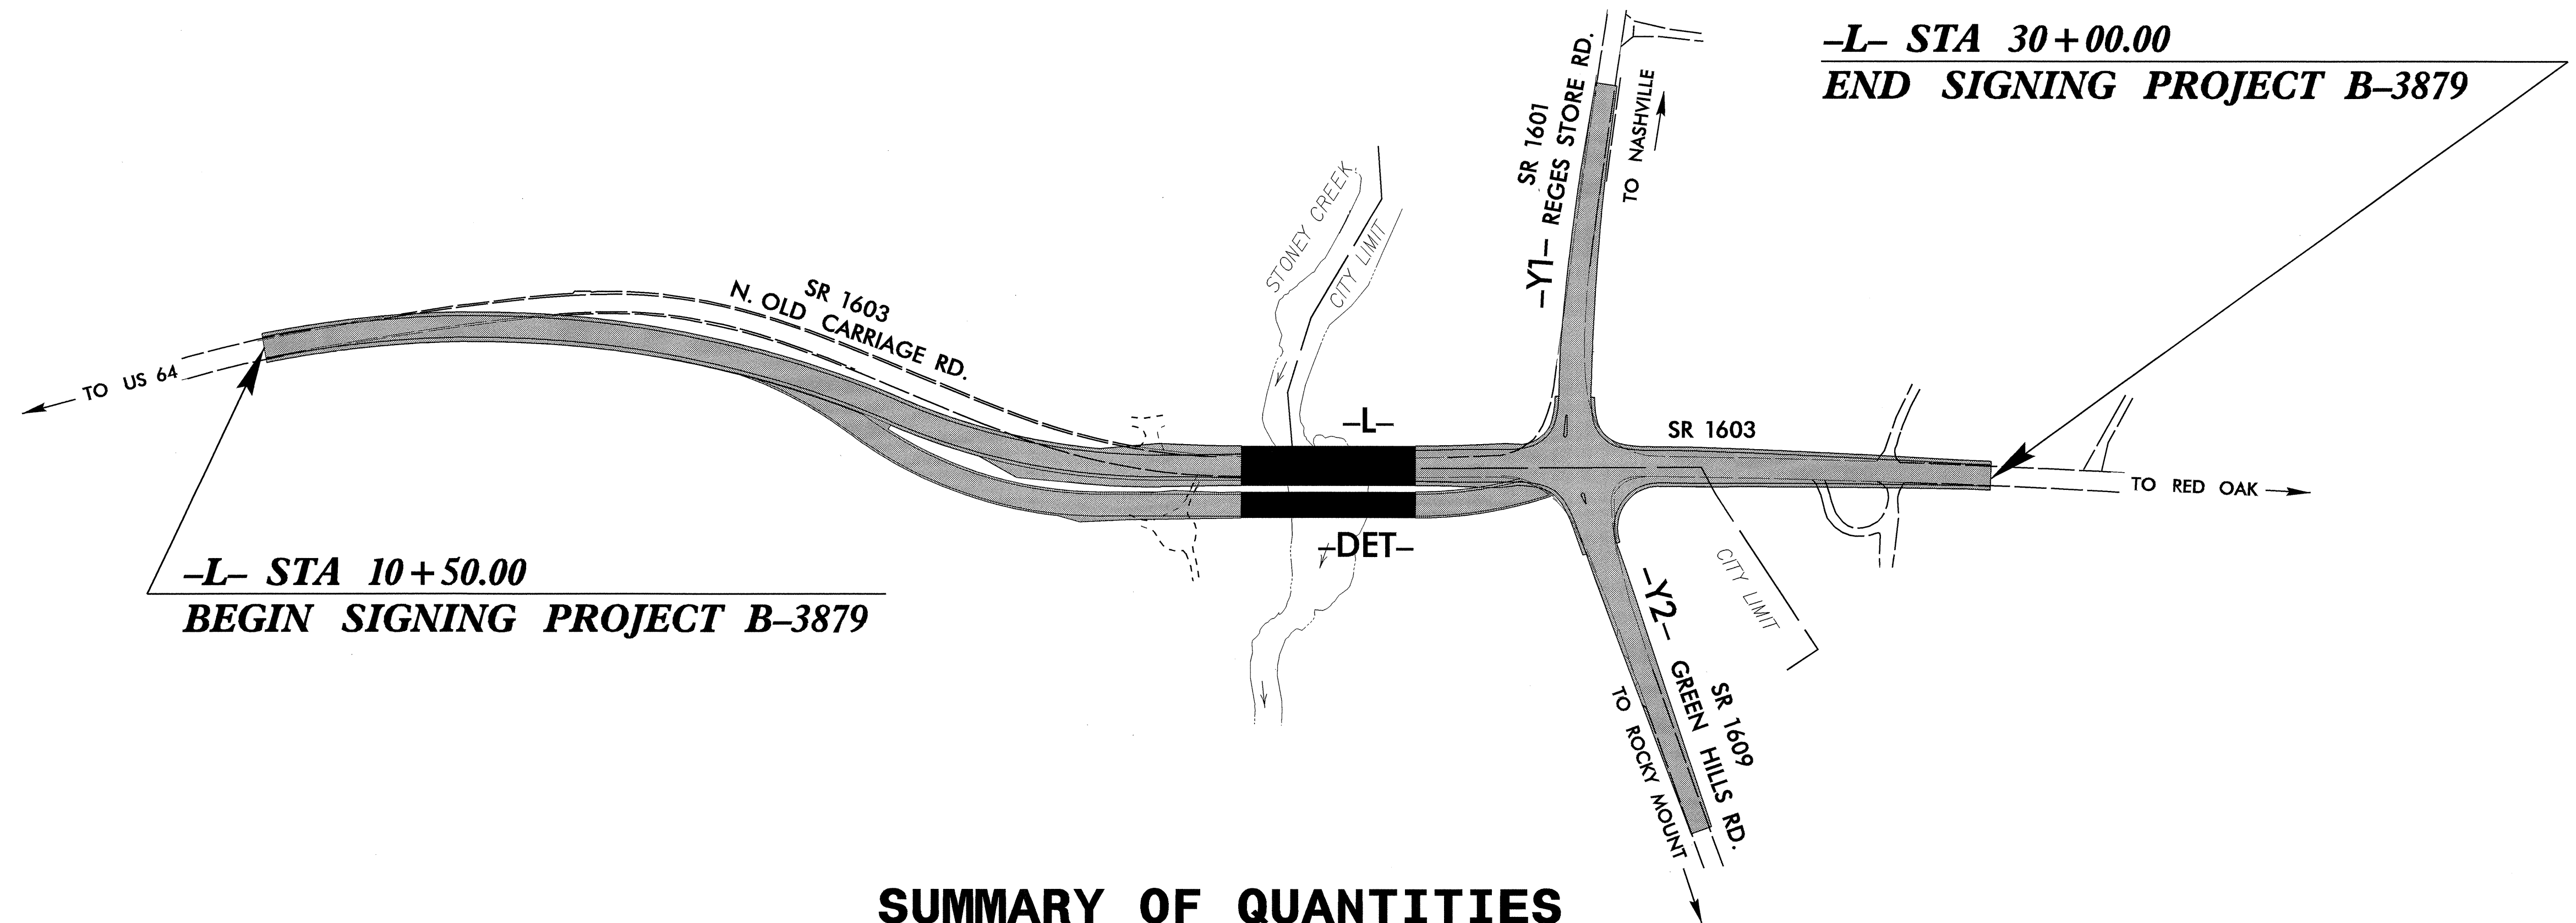 -L- STA 30+00.00
END SIGNING PROJECT B-3879
SR 1601
-Y1- REGES STORE RD.
TO NASHVILLE
STONEY CREEK
CITY LIMIT
SR 1603
N. OLD CARRIAGE RD.
TO US 64
-L-
SR 1603
TO RED OAK
-DET-
-L- STA 10+50.00
BEGIN SIGNING PROJECT B-3879
CITY LIMIT
-Y2- GREEN HILLS RD.
SR 1609
TO ROCKY MOUNT
SUMMARY OF QUANTITIES